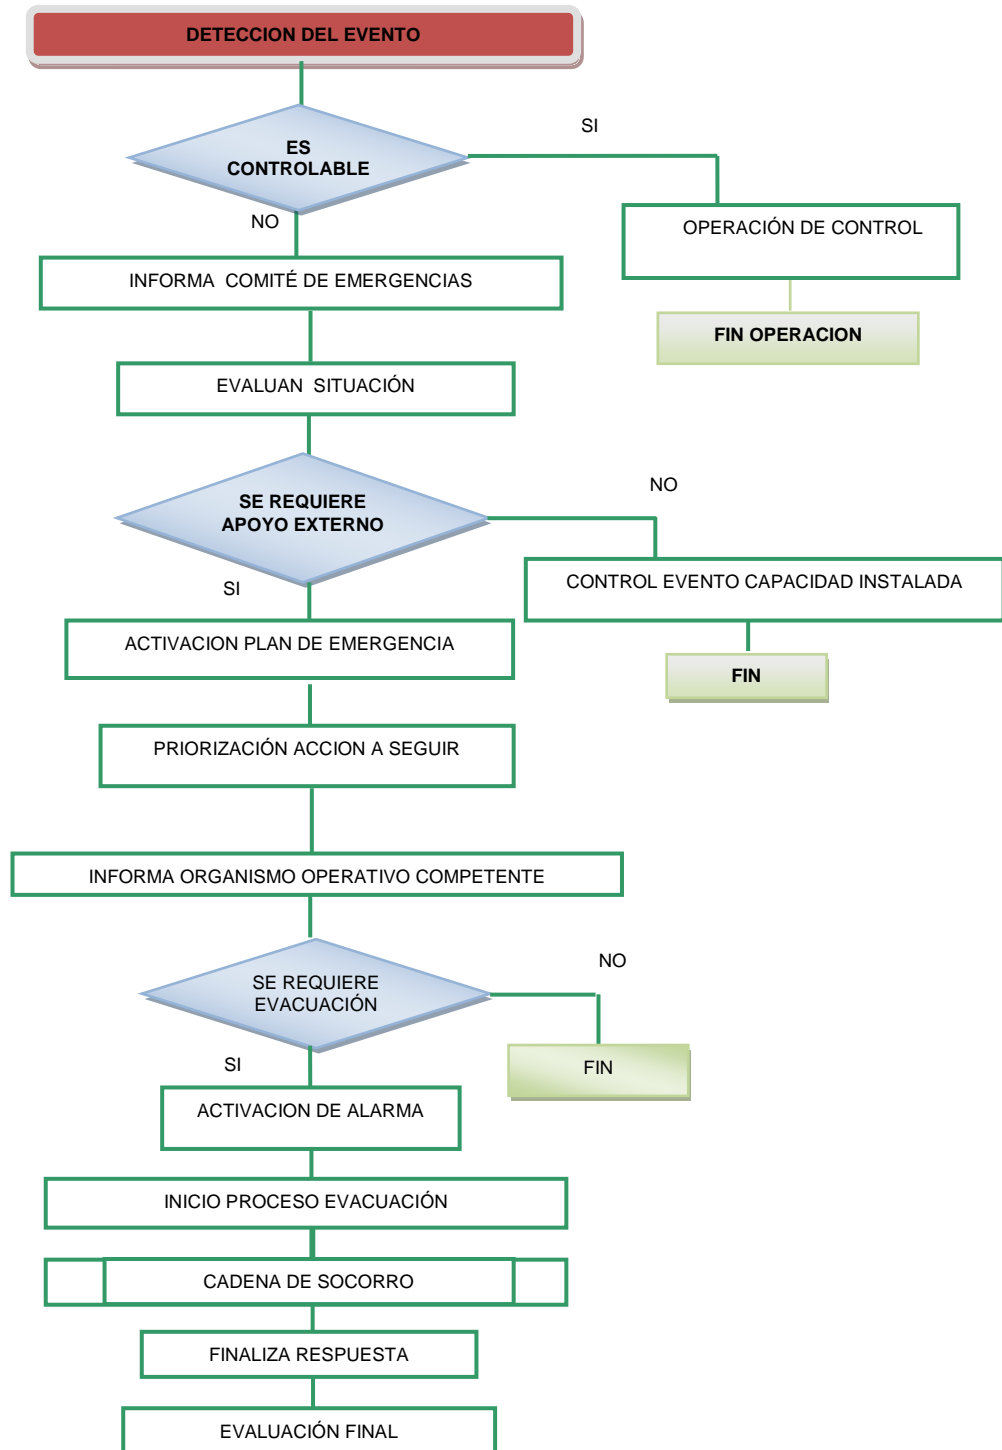 DETECCION DEL EVENTO
ES
CONTROLABLE
SI
NO
OPERACIÓN DE CONTROL
INFORMA COMITÉ DE EMERGENCIAS
FIN OPERACION
EVALUAN SITUACIÓN
SE REQUIERE
APOYO EXTERNO
NO
SI
CONTROL EVENTO CAPACIDAD INSTALADA
ACTIVACION PLAN DE EMERGENCIA
FIN
PRIORIZACIÓN ACCION A SEGUIR
INFORMA ORGANISMO OPERATIVO COMPETENTE
SE REQUIERE
EVACUACIÓN
NO
SI
FIN
ACTIVACION DE ALARMA
INICIO PROCESO EVACUACIÓN
CADENA DE SOCORRO
FINALIZA RESPUESTA
EVALUACIÓN FINAL